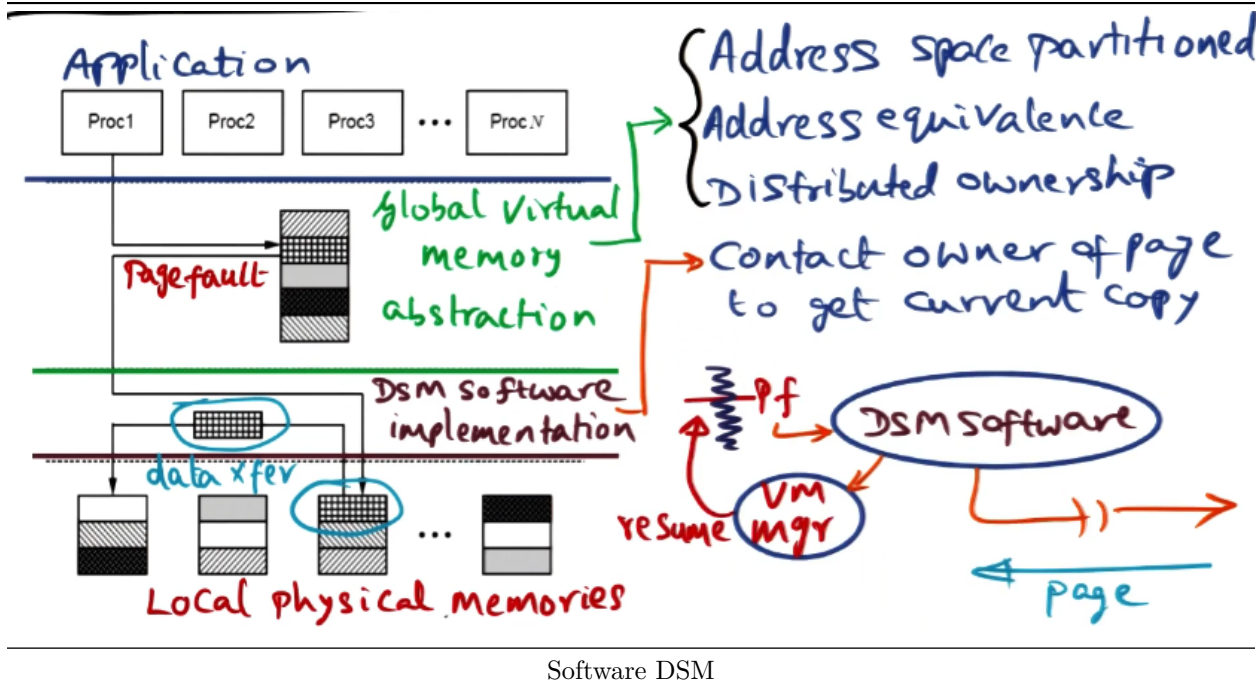 Application
Proc1 Proc2 Proc3 ••• Proc N
Global Virtual
memory
abstraction
Page fault
DSM software
implementation
data xfer
•••
Local physical memories
Address space partitioned
Address equivalence
Distributed ownership
Contact owner of page
to get current copy
Pf
DSM software
VM
mgr
resume
page
Software DSM